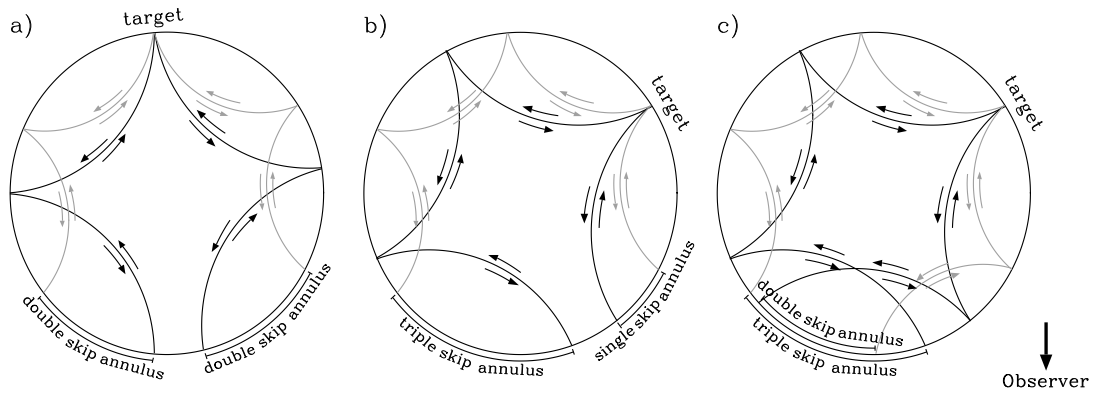 a)
target
double skip annulus
double skip annulus
b)
target
triple skip annulus
single skip annulus
c)
target
double skip annulus
triple skip annulus
Observer